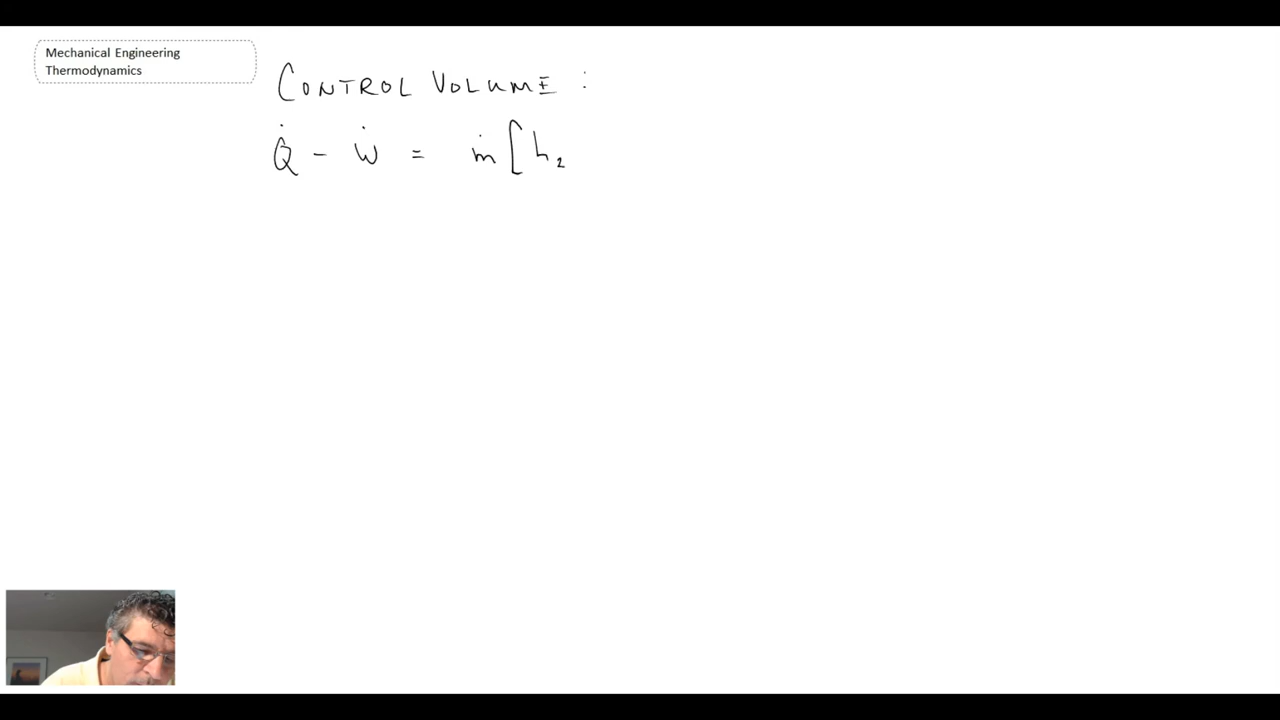 Mechanical Engineering
Thermodynamics
CONTROL VOLUME :
Q̇ - Ẇ = ṁ [h₂